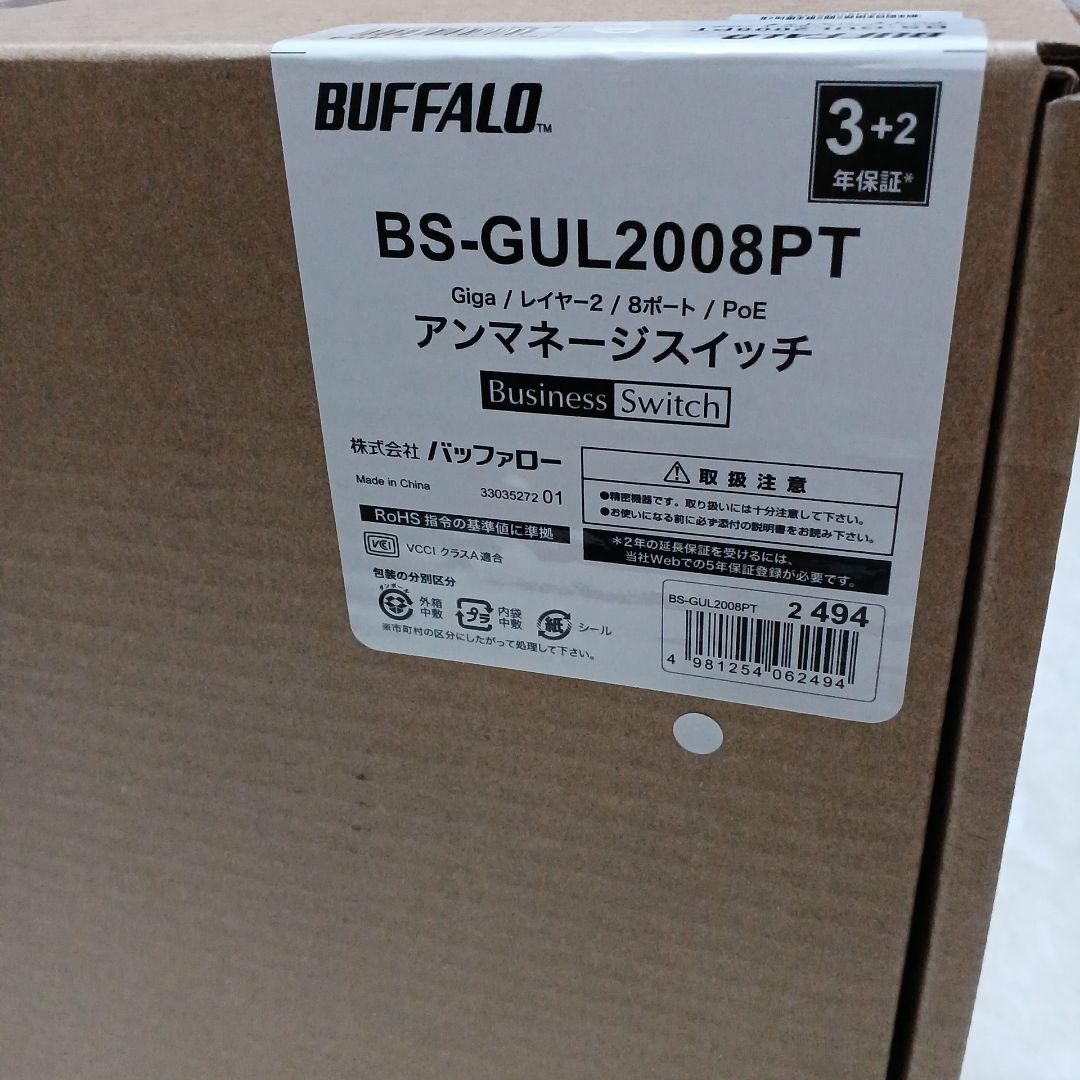 BUFFALO
BUFFALO™
3+2
年保証*
BS-GUL2008PT
Giga / レイヤー2 / 8ポート / PoE
アンマネージスイッチ
Business Switch
株式会社 バッファロー
Made in China
33035272 01
RoHS 指令の基準値に準拠
VCCI VCCI クラスA適合
包装の分別区分
ダンボール 外箱 中敷
プラ 内袋 中敷
紙 シール
※市町村の区分にしたがって処理して下さい。
取扱注意
●精密機器です。取り扱いには十分注意して下さい。
●お使いになる前に必ず添付の説明書をお読み下さい。
＊2年の延長保証を受けるには、
当社Webでの5年保証登録が必要です。
BS-GUL2008PT 2 494
4 981254 062494